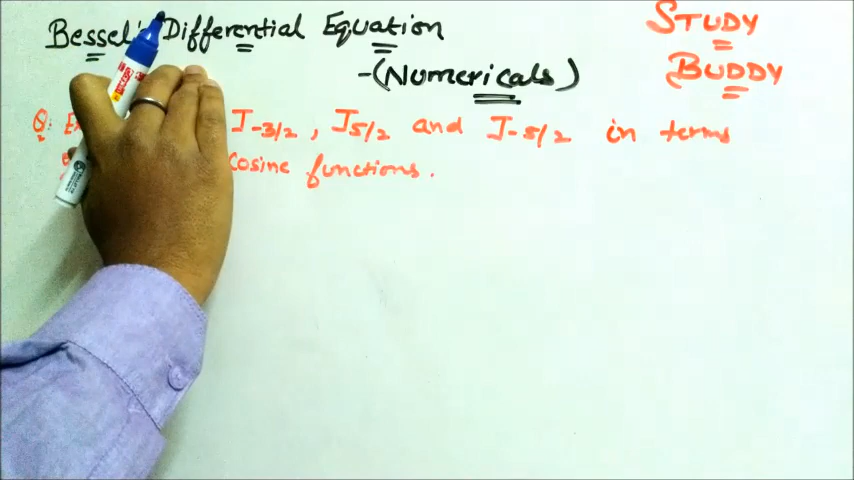 Bessel's Differential Equation
-(Numericals)
STUDY
BUDDY
Q: J-3/2, J5/2 and J-5/2 in terms
Cosine functions.